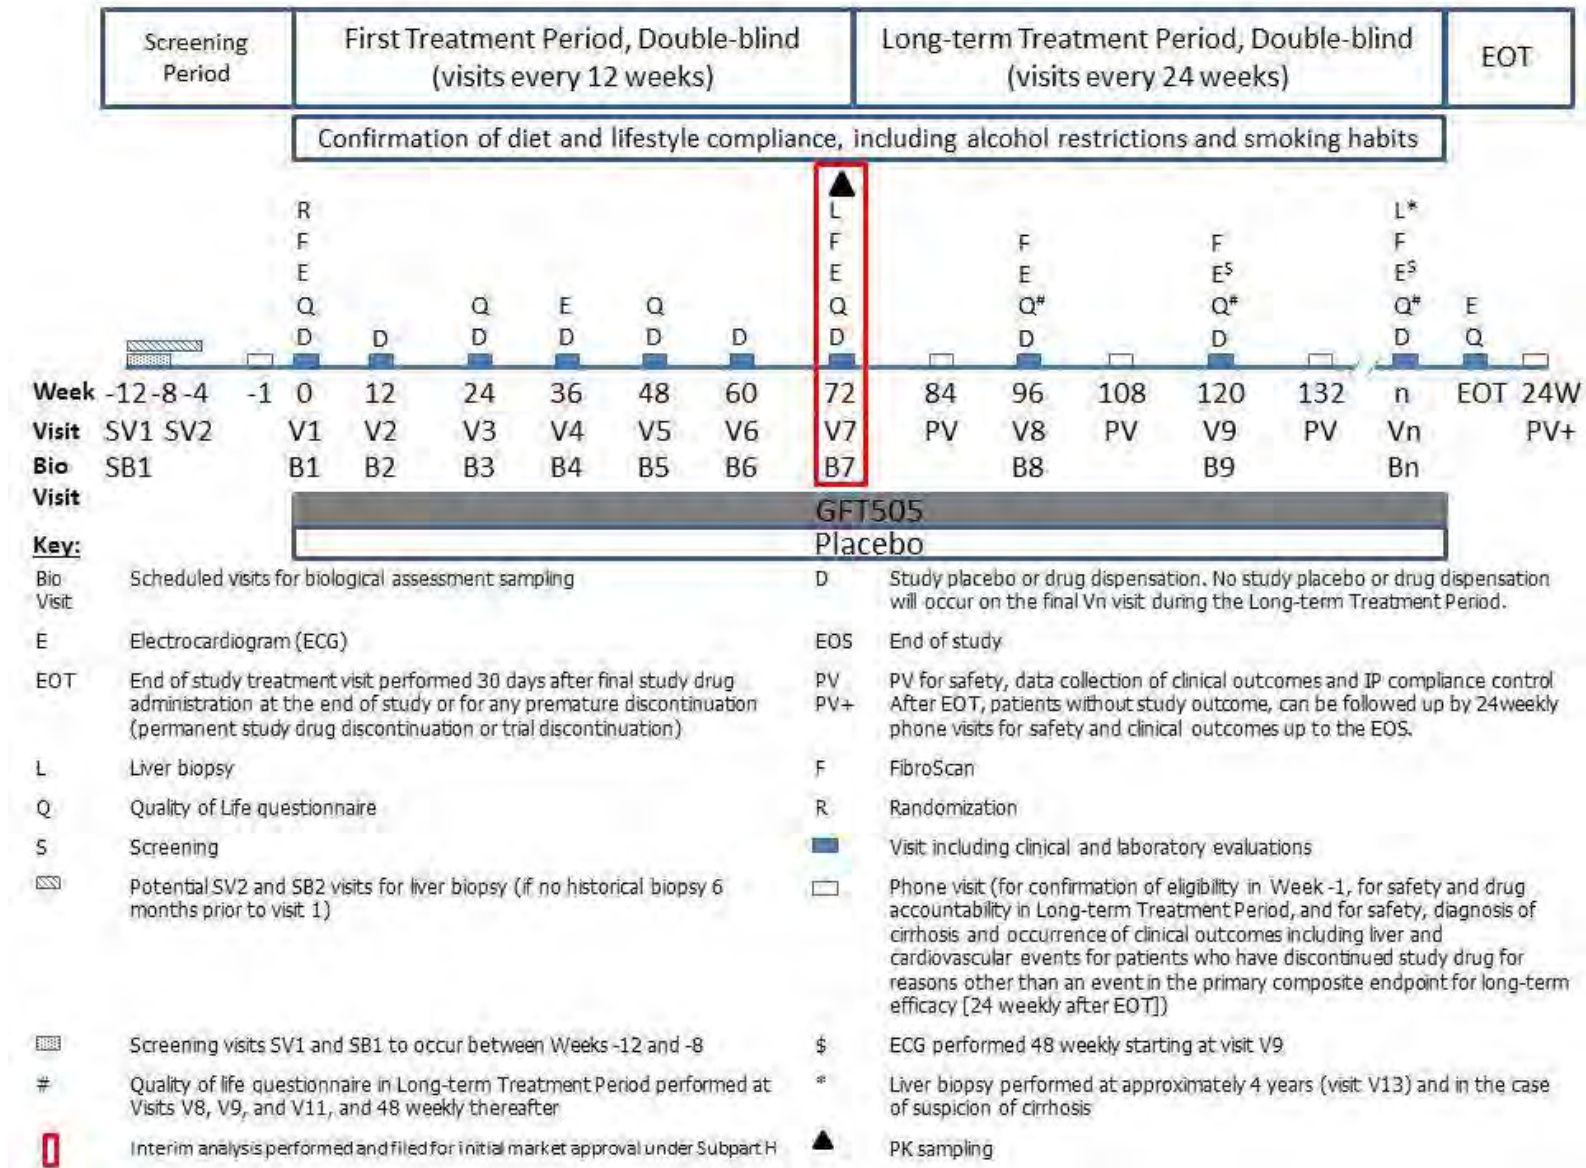 Screening
Period
First Treatment Period, Double-blind
(visits every 12 weeks)
Long-term Treatment Period, Double-blind
(visits every 24 weeks)
EOT
Confirmation of diet and lifestyle compliance, including alcohol restrictions and smoking habits
R L L*
F F F F F
E E E E^S E^S
Q Q E Q Q Q# Q# Q# E
D D D D D D D D D D Q
Week -12 -8 -4 -1 0 12 24 36 48 60 72 84 96 108 120 132 n EOT 24W
Visit SV1 SV2 V1 V2 V3 V4 V5 V6 V7 PV V8 PV V9 PV Vn PV+
Bio SB1 B1 B2 B3 B4 B5 B6 B7 B8 B9 Bn
Visit
GFT505
Placebo
Key:
Bio
Visit
Scheduled visits for biological assessment sampling
D Study placebo or drug dispensation. No study placebo or drug dispensation
will occur on the final Vn visit during the Long-term Treatment Period.
E Electrocardiogram (ECG)
EOS End of study
EOT End of study treatment visit performed 30 days after final study drug
administration at the end of study or for any premature discontinuation
(permanent study drug discontinuation or trial discontinuation)
PV PV for safety, data collection of clinical outcomes and IP compliance control
PV+ After EOT, patients without study outcome, can be followed up by 24weekly
phone visits for safety and clinical outcomes up to the EOS.
L Liver biopsy
F FibroScan
Q Quality of Life questionnaire
R Randomization
S Screening
Visit including clinical and laboratory evaluations
Potential SV2 and SB2 visits for liver biopsy (if no historical biopsy 6
months prior to visit 1)
Phone visit (for confirmation of eligibility in Week -1, for safety and drug
accountability in Long-term Treatment Period, and for safety, diagnosis of
cirrhosis and occurrence of clinical outcomes including liver and
cardiovascular events for patients who have discontinued study drug for
reasons other than an event in the primary composite endpoint for long-term
efficacy [24 weekly after EOT])
Screening visits SV1 and SB1 to occur between Weeks -12 and -8
$ ECG performed 48 weekly starting at visit V9
# Quality of life questionnaire in Long-term Treatment Period performed at
Visits V8, V9, and V11, and 48 weekly thereafter
* Liver biopsy performed at approximately 4 years (visit V13) and in the case
of suspicion of cirrhosis
Interim analysis performed and filed for initial market approval under Subpart H
PK sampling